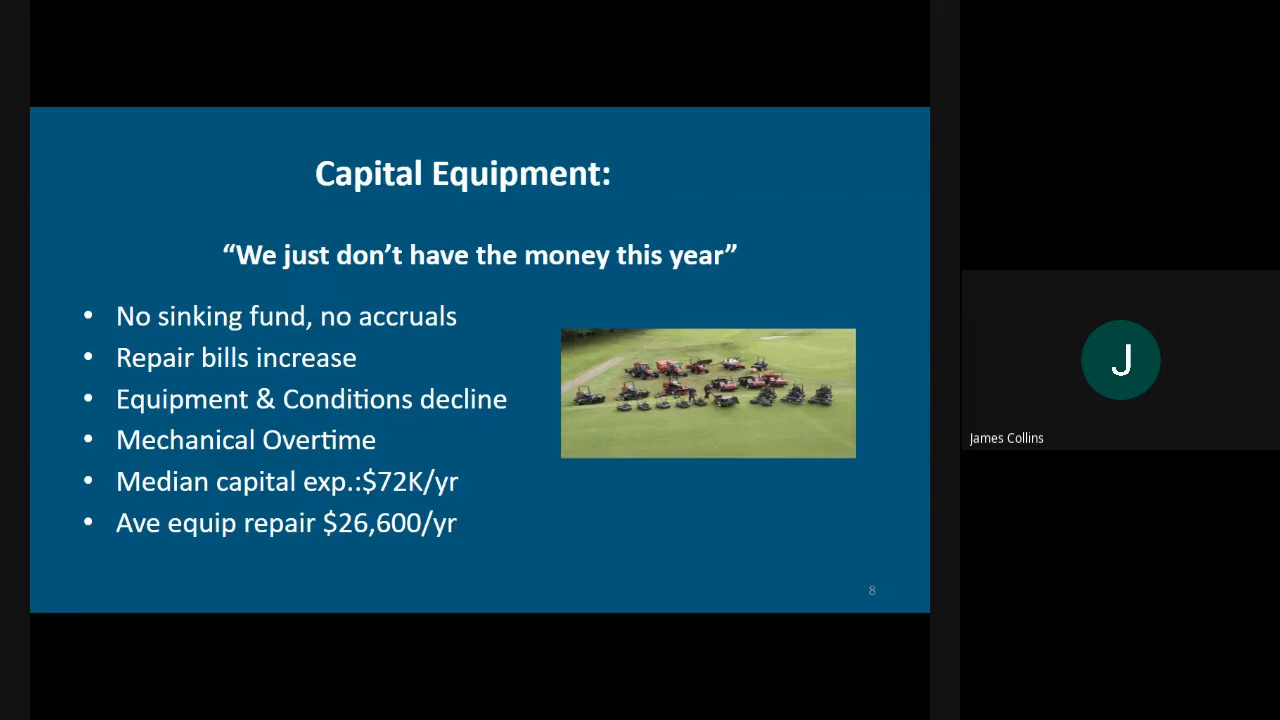 Capital Equipment:
“We just don’t have the money this year”
• No sinking fund, no accruals
• Repair bills increase
• Equipment & Conditions decline
• Mechanical Overtime
• Median capital exp.:$72K/yr
• Ave equip repair $26,600/yr
8
J
James Collins